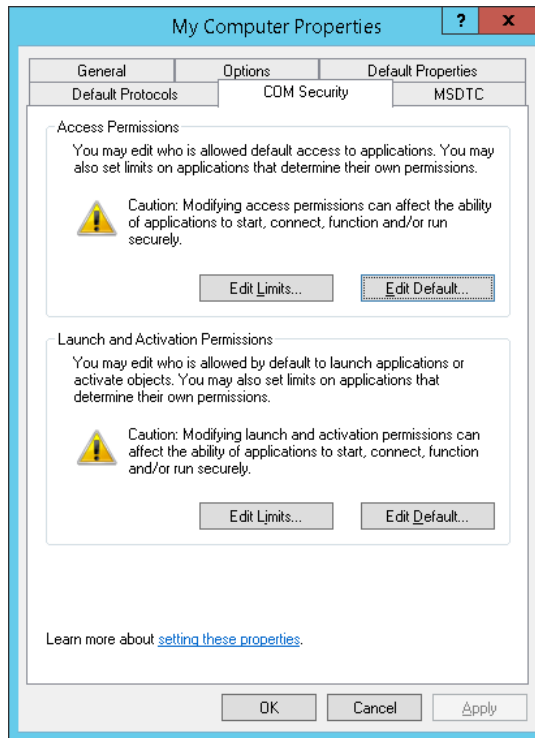 My Computer Properties
?
x
General
Options
Default Properties
Default Protocols
COM Security
MSDTC
Access Permissions
You may edit who is allowed default access to applications. You may
also set limits on applications that determine their own permissions.
Caution: Modifying access permissions can affect the ability
of applications to start, connect, function and/or run
securely.
Edit Limits...
Edit Default...
Launch and Activation Permissions
You may edit who is allowed by default to launch applications or
activate objects. You may also set limits on applications that
determine their own permissions.
Caution: Modifying launch and activation permissions can
affect the ability of applications to start, connect, function
and/or run securely.
Edit Limits...
Edit Default...
Learn more about setting these properties.
OK
Cancel
Apply